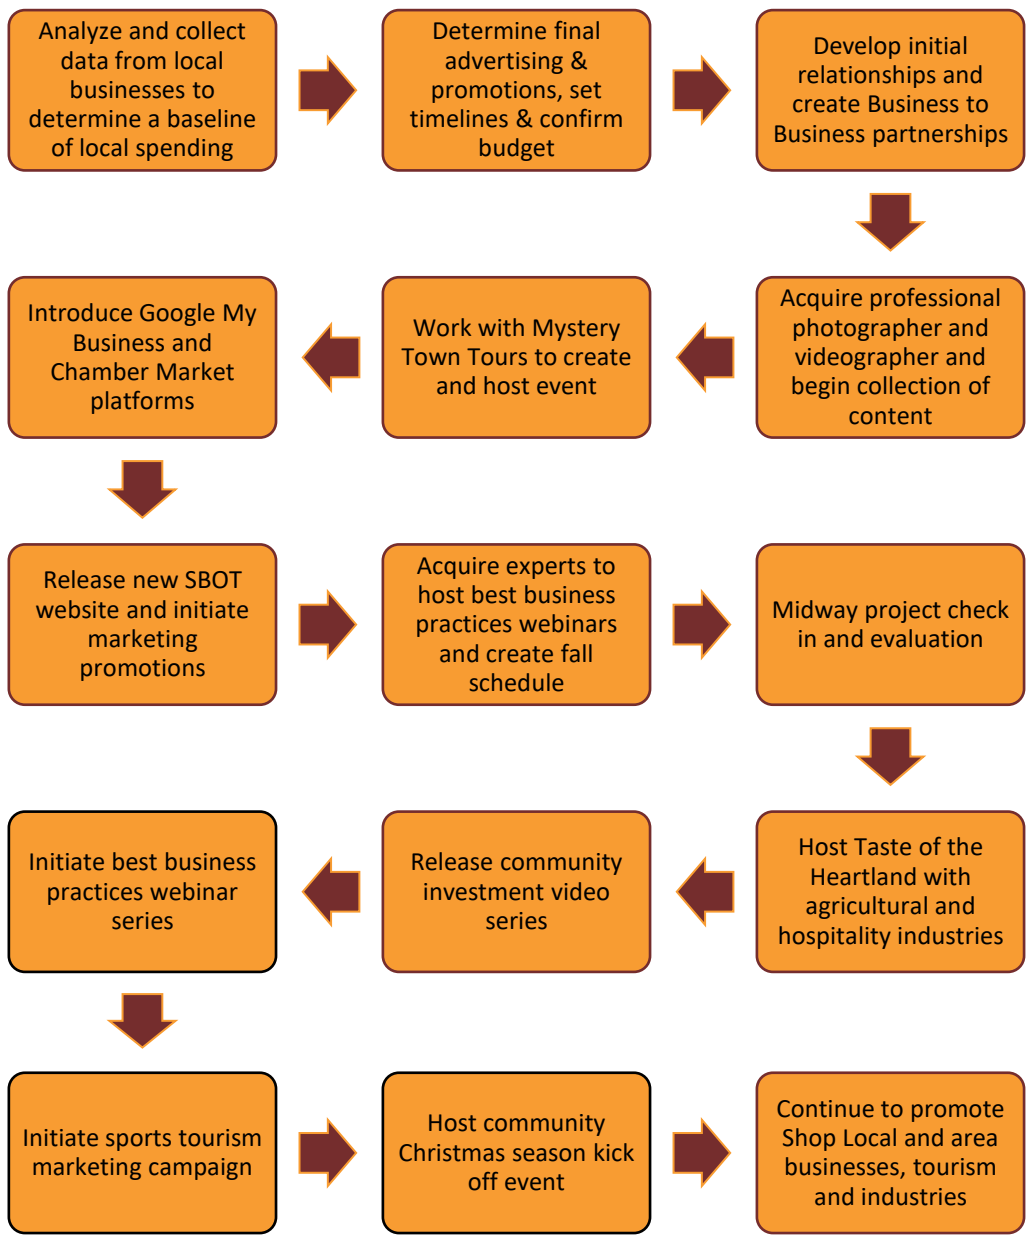 Analyze and collect
data from local
businesses to
determine a baseline
of local spending
Determine final
advertising &
promotions, set
timelines & confirm
budget
Develop initial
relationships and
create Business to
Business partnerships
Acquire professional
photographer and
videographer and
begin collection of
content
Work with Mystery
Town Tours to create
and host event
Introduce Google My
Business and
Chamber Market
platforms
Release new SBOT
website and initiate
marketing
promotions
Acquire experts to
host best business
practices webinars
and create fall
schedule
Midway project check
in and evaluation
Host Taste of the
Heartland with
agricultural and
hospitality industries
Release community
investment video
series
Initiate best business
practices webinar
series
Initiate sports tourism
marketing campaign
Host community
Christmas season kick
off event
Continue to promote
Shop Local and area
businesses, tourism
and industries